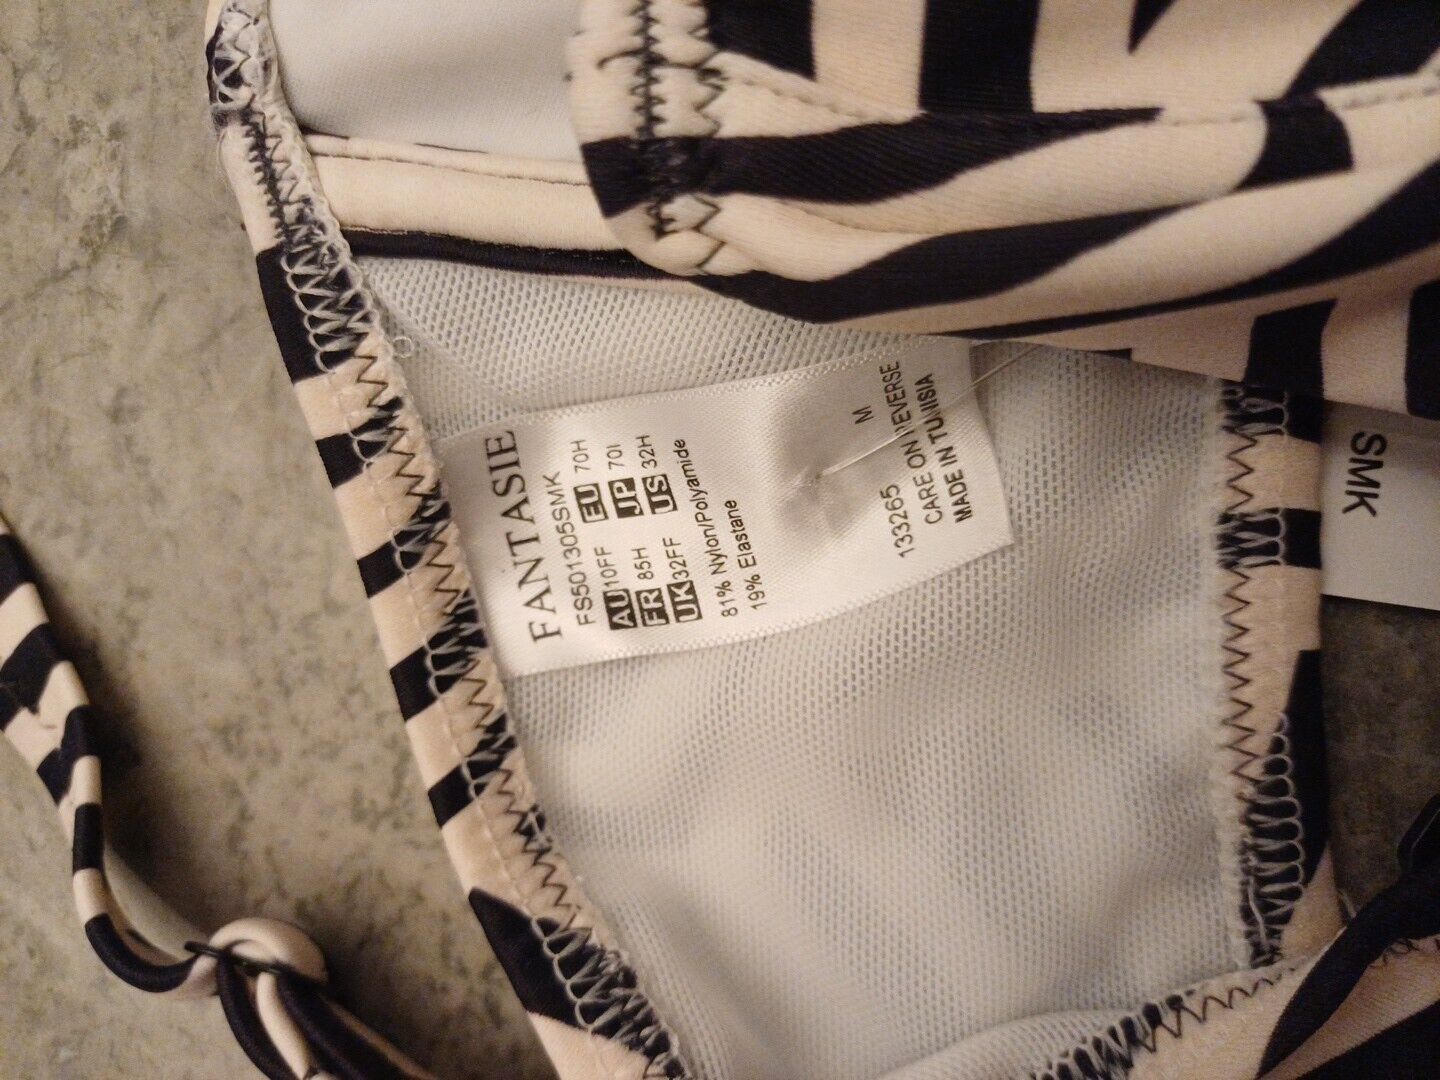 FANTASIE
FS501305SMK
AU 10FF EU 70H
FR 85H JP 70I
UK 32FF US 32H
81% Nylon/Polyamide
19% Elastane
133265 M
CARE ON REVERSE
MADE IN TUNISIA
SMK